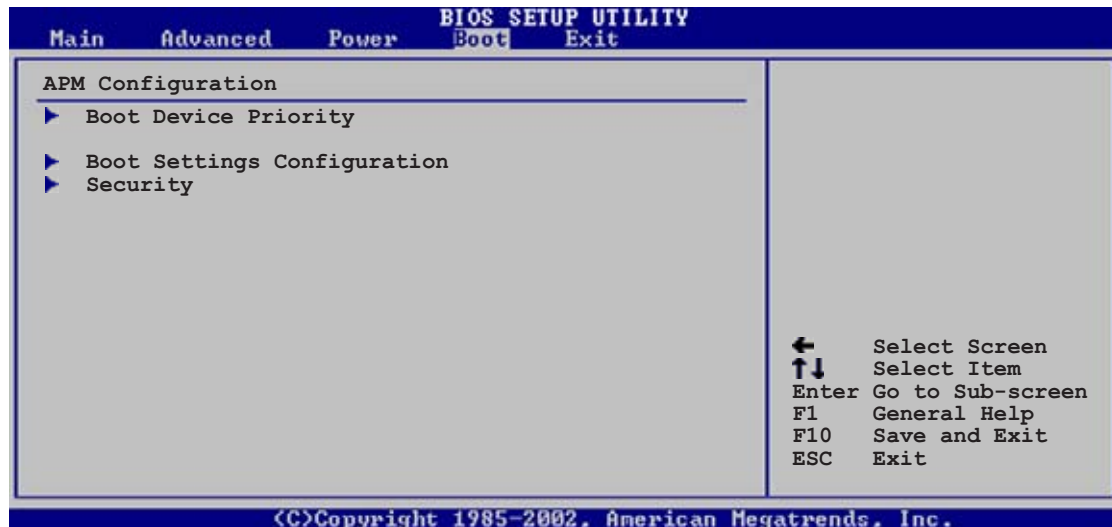 BIOS SETUP UTILITY
Main Advanced Power Boot Exit
APM Configuration
Boot Device Priority
Boot Settings Configuration
Security
← Select Screen
↑↓ Select Item
Enter Go to Sub-screen
F1 General Help
F10 Save and Exit
ESC Exit
(C)Copyright 1985-2002, American Megatrends, Inc.